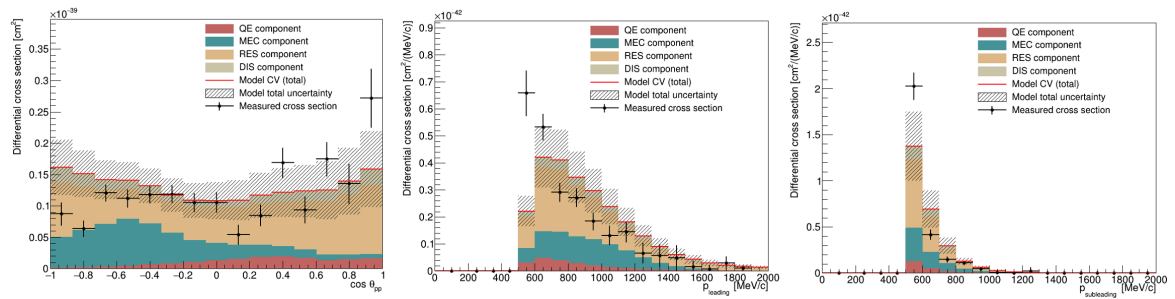 ×10⁻³⁹
Differential cross section [cm²]
0.4
0.35
0.3
0.25
0.2
0.15
0.1
0.05
0
QE component
MEC component
RES component
DIS component
Model CV (total)
Model total uncertainty
Measured cross section
−1 −0.8 −0.6 −0.4 −0.2 0 0.2 0.4 0.6 0.8 1
cos θpp
×10⁻⁴²
Differential cross section [cm²/(MeV/c)]
0.9
0.8
0.7
0.6
0.5
0.4
0.3
0.2
0.1
0
QE component
MEC component
RES component
DIS component
Model CV (total)
Model total uncertainty
Measured cross section
0 200 400 600 800 1000 1200 1400 1600 1800 2000
pleading [MeV/c]
×10⁻⁴²
Differential cross section [cm²/(MeV/c)]
2.5
2
1.5
1
0.5
0
QE component
MEC component
RES component
DIS component
Model CV (total)
Model total uncertainty
Measured cross section
0 200 400 600 800 1000 1200 1400 1600 1800 2000
psubleading [MeV/c]